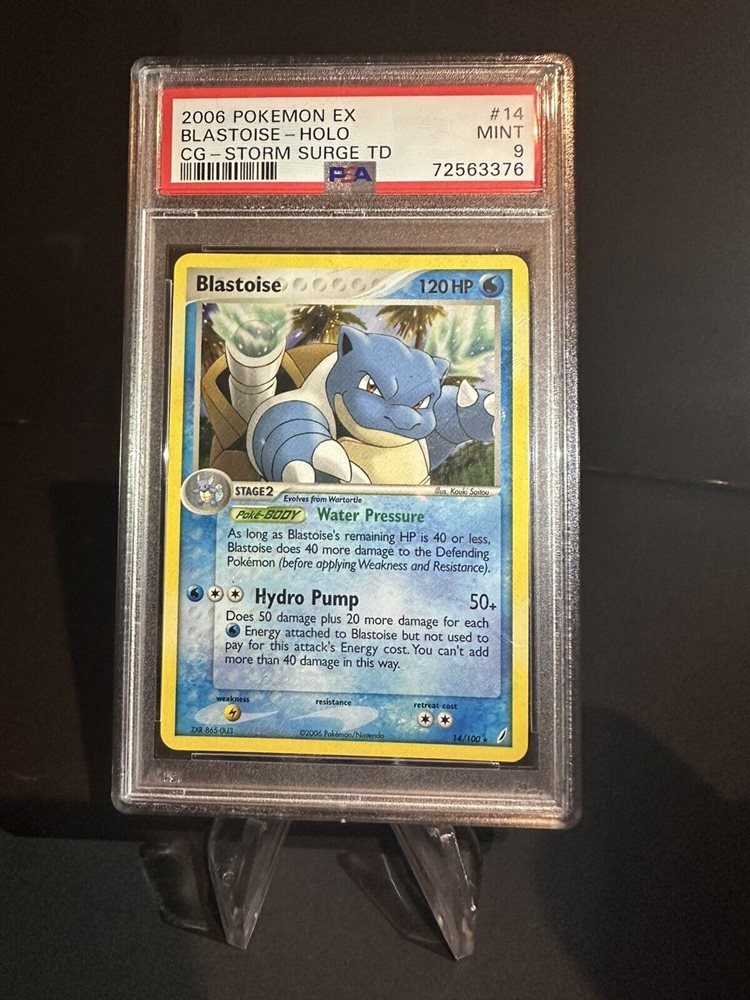 2006 POKEMON EX #14
BLASTOISE - HOLO MINT
CG - STORM SURGE TD 9
PSA 72563376
Blastoise 120 HP
STAGE2 Evolves from Wartortle Illus. Kouki Saitou
Poké-BODY Water Pressure
As long as Blastoise's remaining HP is 40 or less,
Blastoise does 40 more damage to the Defending
Pokémon (before applying Weakness and Resistance).
Hydro Pump 50+
Does 50 damage plus 20 more damage for each
Energy attached to Blastoise but not used to
pay for this attack's Energy cost. You can't add
more than 40 damage in this way.
weakness resistance retreat cost
ZXR-865-0U3 ©2006 Pokémon/Nintendo 14/100